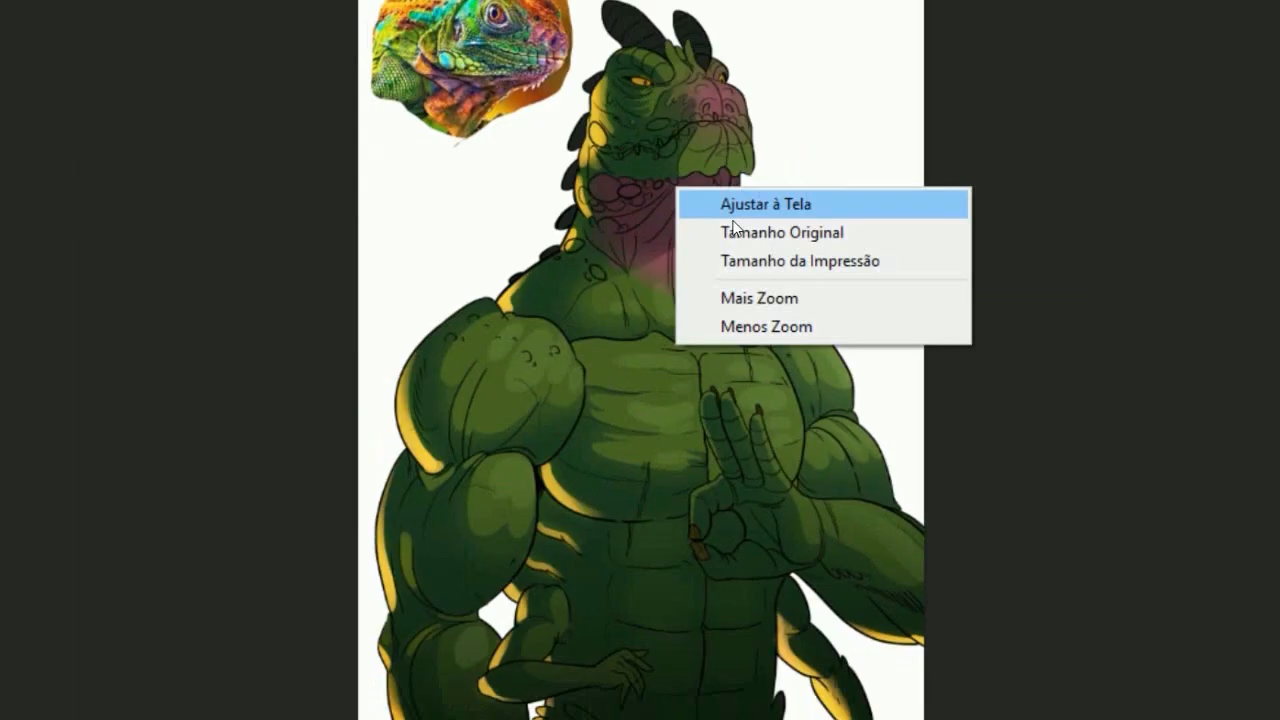 Ajustar à Tela
Tamanho Original
Tamanho da Impressão
Mais Zoom
Menos Zoom